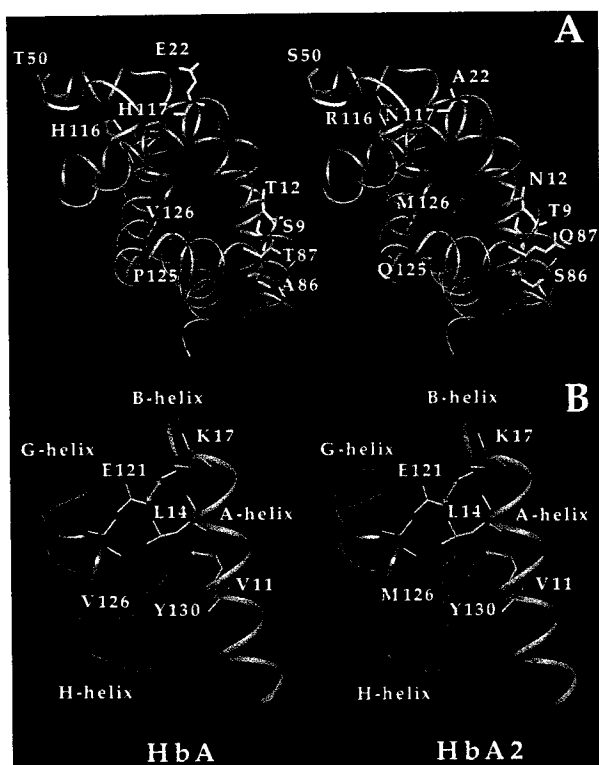 A
T50
E22
H117
H116
T12
V126
S9
T87
P125
A86
S50
A22
R116
N117
N12
M126
T9
Q87
Q125
S86
B
B-helix
K17
G-helix
E121
L14
A-helix
V11
V126
Y130
H-helix
B-helix
K17
G-helix
E121
L14
A-helix
V11
M126
Y130
H-helix
HbA
HbA2